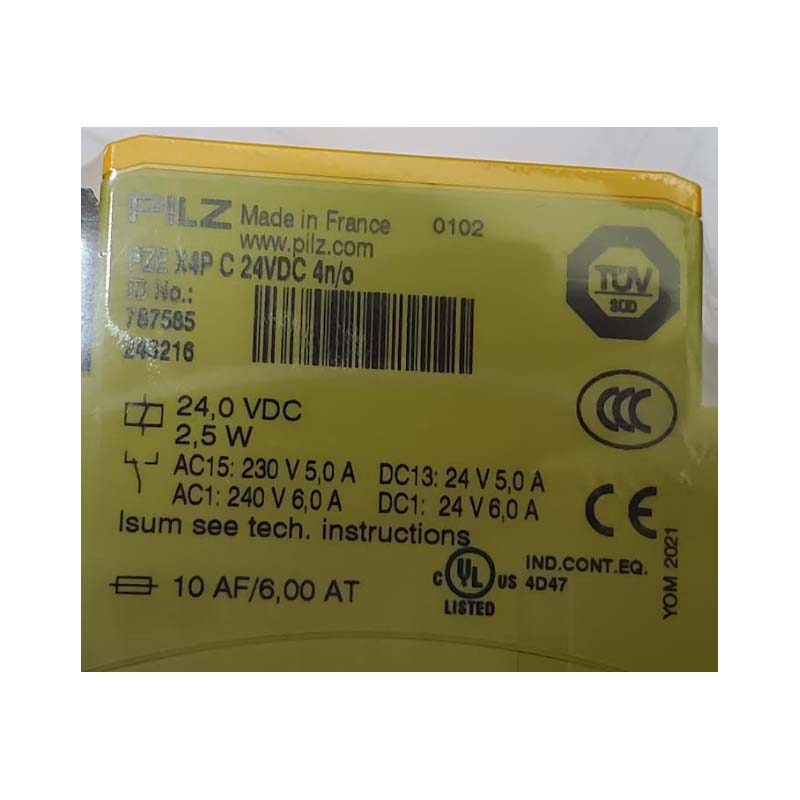 PILZ Made in France 0102
www.pilz.com
PZE X4P C 24VDC 4n/o
ID No.:
787585
243216
TÜV
SÜD
CCC
24,0 VDC
2,5 W
AC15: 230 V 5,0 A DC13: 24 V 5,0 A
AC1: 240 V 6,0 A DC1: 24 V 6,0 A
Isum see tech. instructions
CE
YOM 2021
10 AF/6,00 AT
C UL US
LISTED
IND.CONT.EQ.
4D47